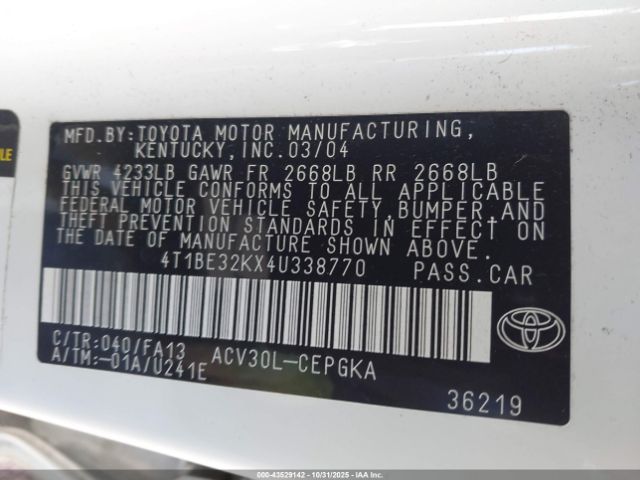 MFD.BY:TOYOTA MOTOR MANUFACTURING,
KENTUCKY,INC.03/04
GVWR 4233LB GAWR FR 2668LB RR 2668LB
THIS VEHICLE CONFORMS TO ALL APPLICABLE
FEDERAL MOTOR VEHICLE SAFETY,BUMPER,AND
THEFT PREVENTION STANDARDS IN EFFECT ON
THE DATE OF MANUFACTURE SHOWN ABOVE.
4T1BE32KX4U338770 PASS.CAR
C/TR:040/FA13 ACV30L-CEPGKA
A/TM:-01A/U241E
36219
TOYOTA
000-43529142 - 10/31/2025 - IAAI.COM